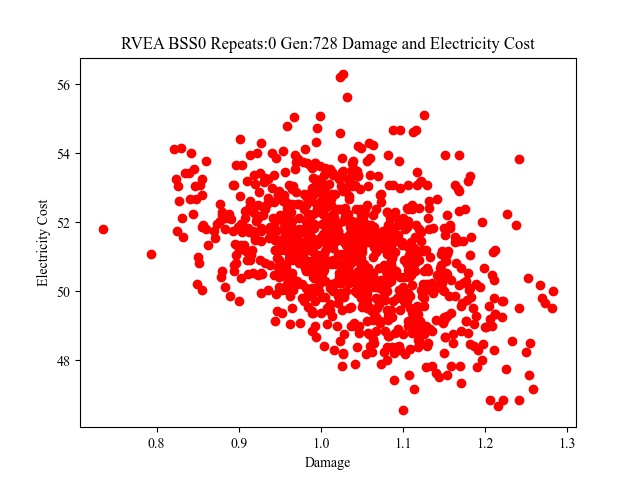 RVEA BSS0 Repeats:0 Gen:728 Damage and Electricity Cost
56
54
52
50
48
Electricity Cost
0.8 0.9 1.0 1.1 1.2 1.3
Damage